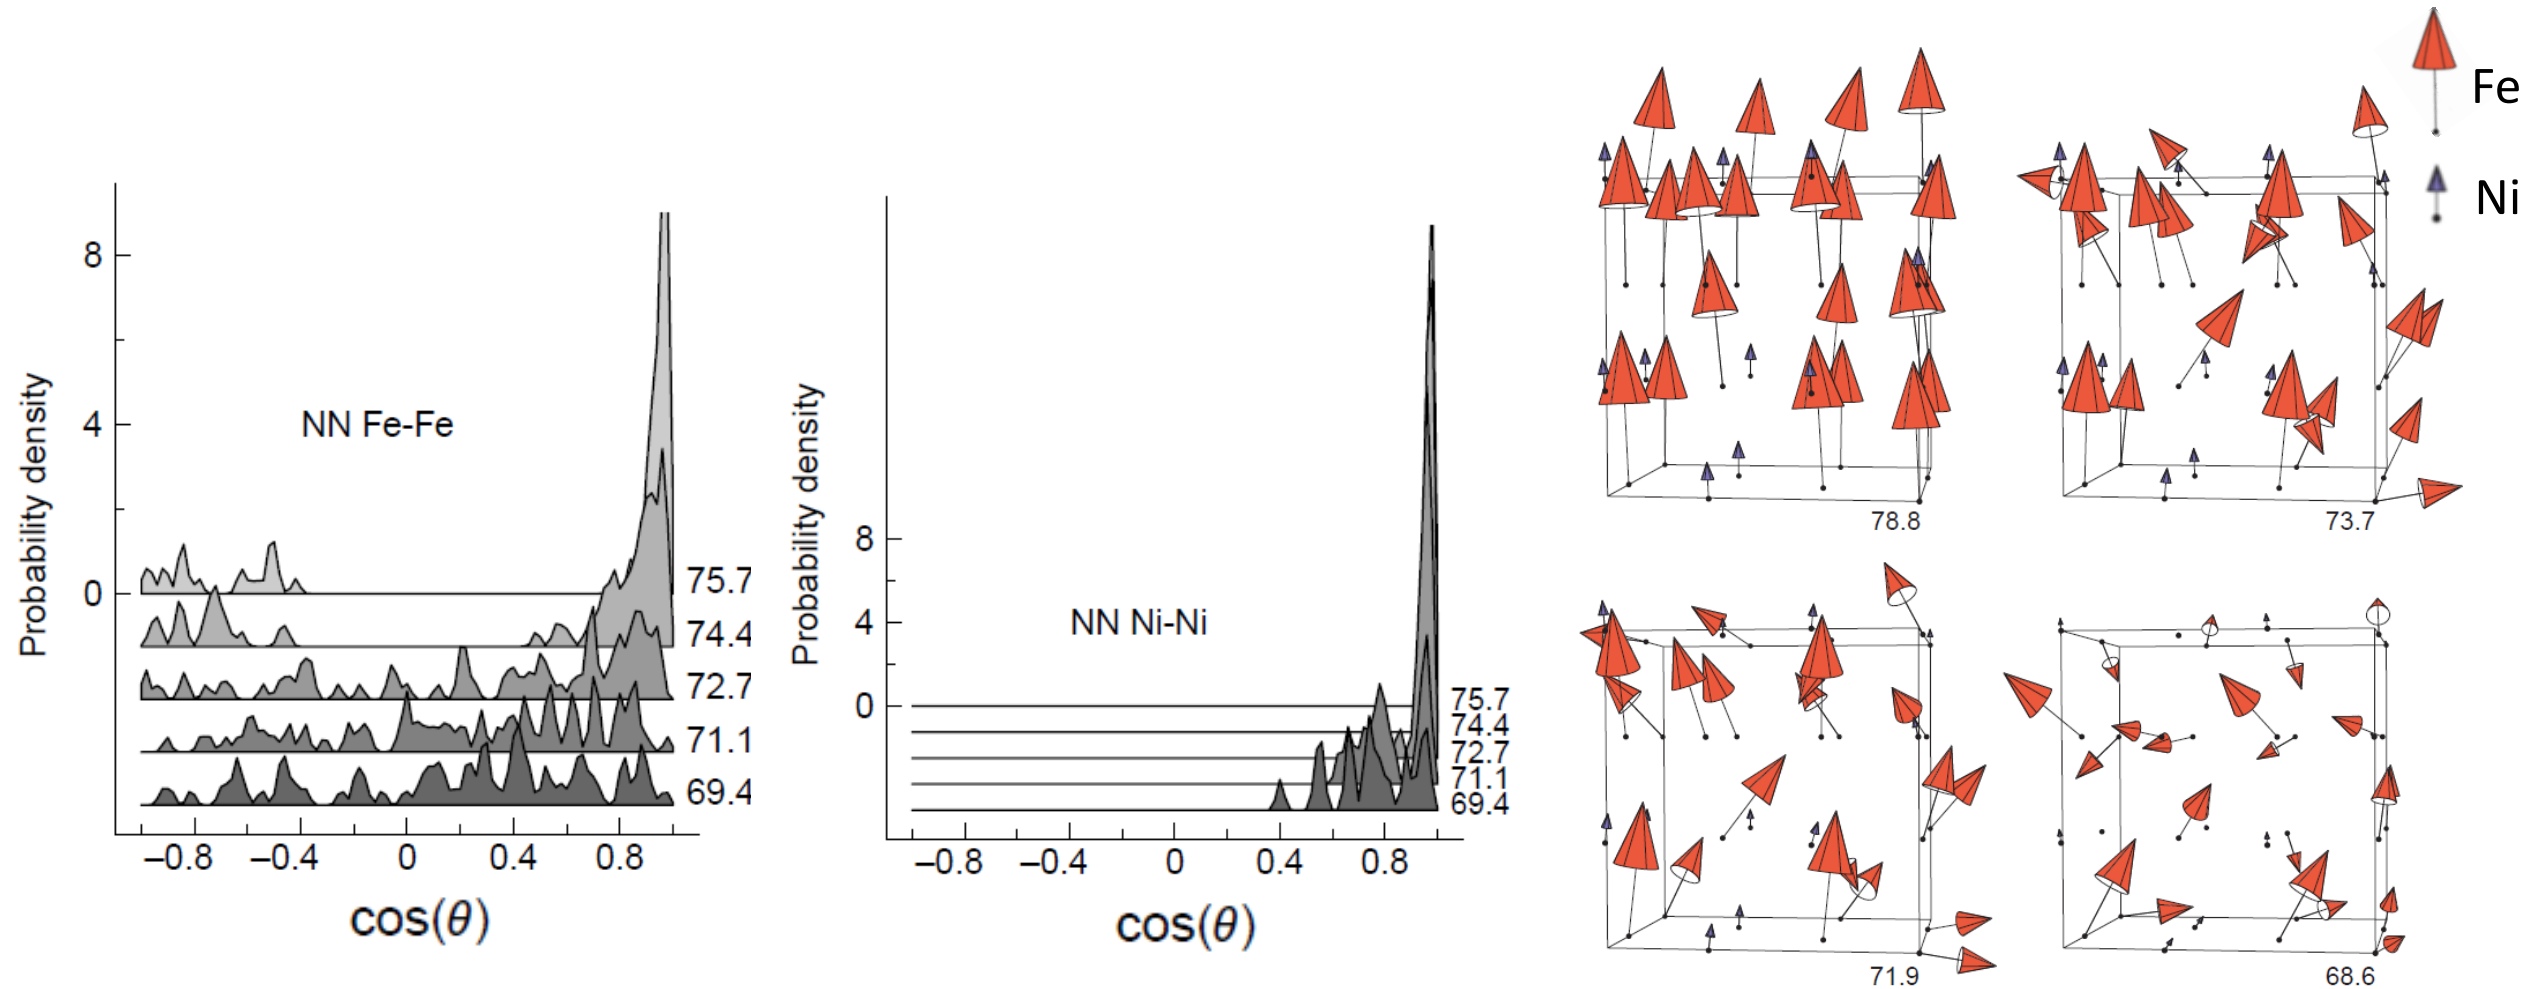 Probability density
8
4
0
NN Fe-Fe
75.7
74.4
72.7
71.1
69.4
−0.8 −0.4 0 0.4 0.8
cos(θ)
Probability density
8
4
0
NN Ni-Ni
75.7
74.4
72.7
71.1
69.4
−0.8 −0.4 0 0.4 0.8
cos(θ)
Fe
Ni
78.8
73.7
71.9
68.6